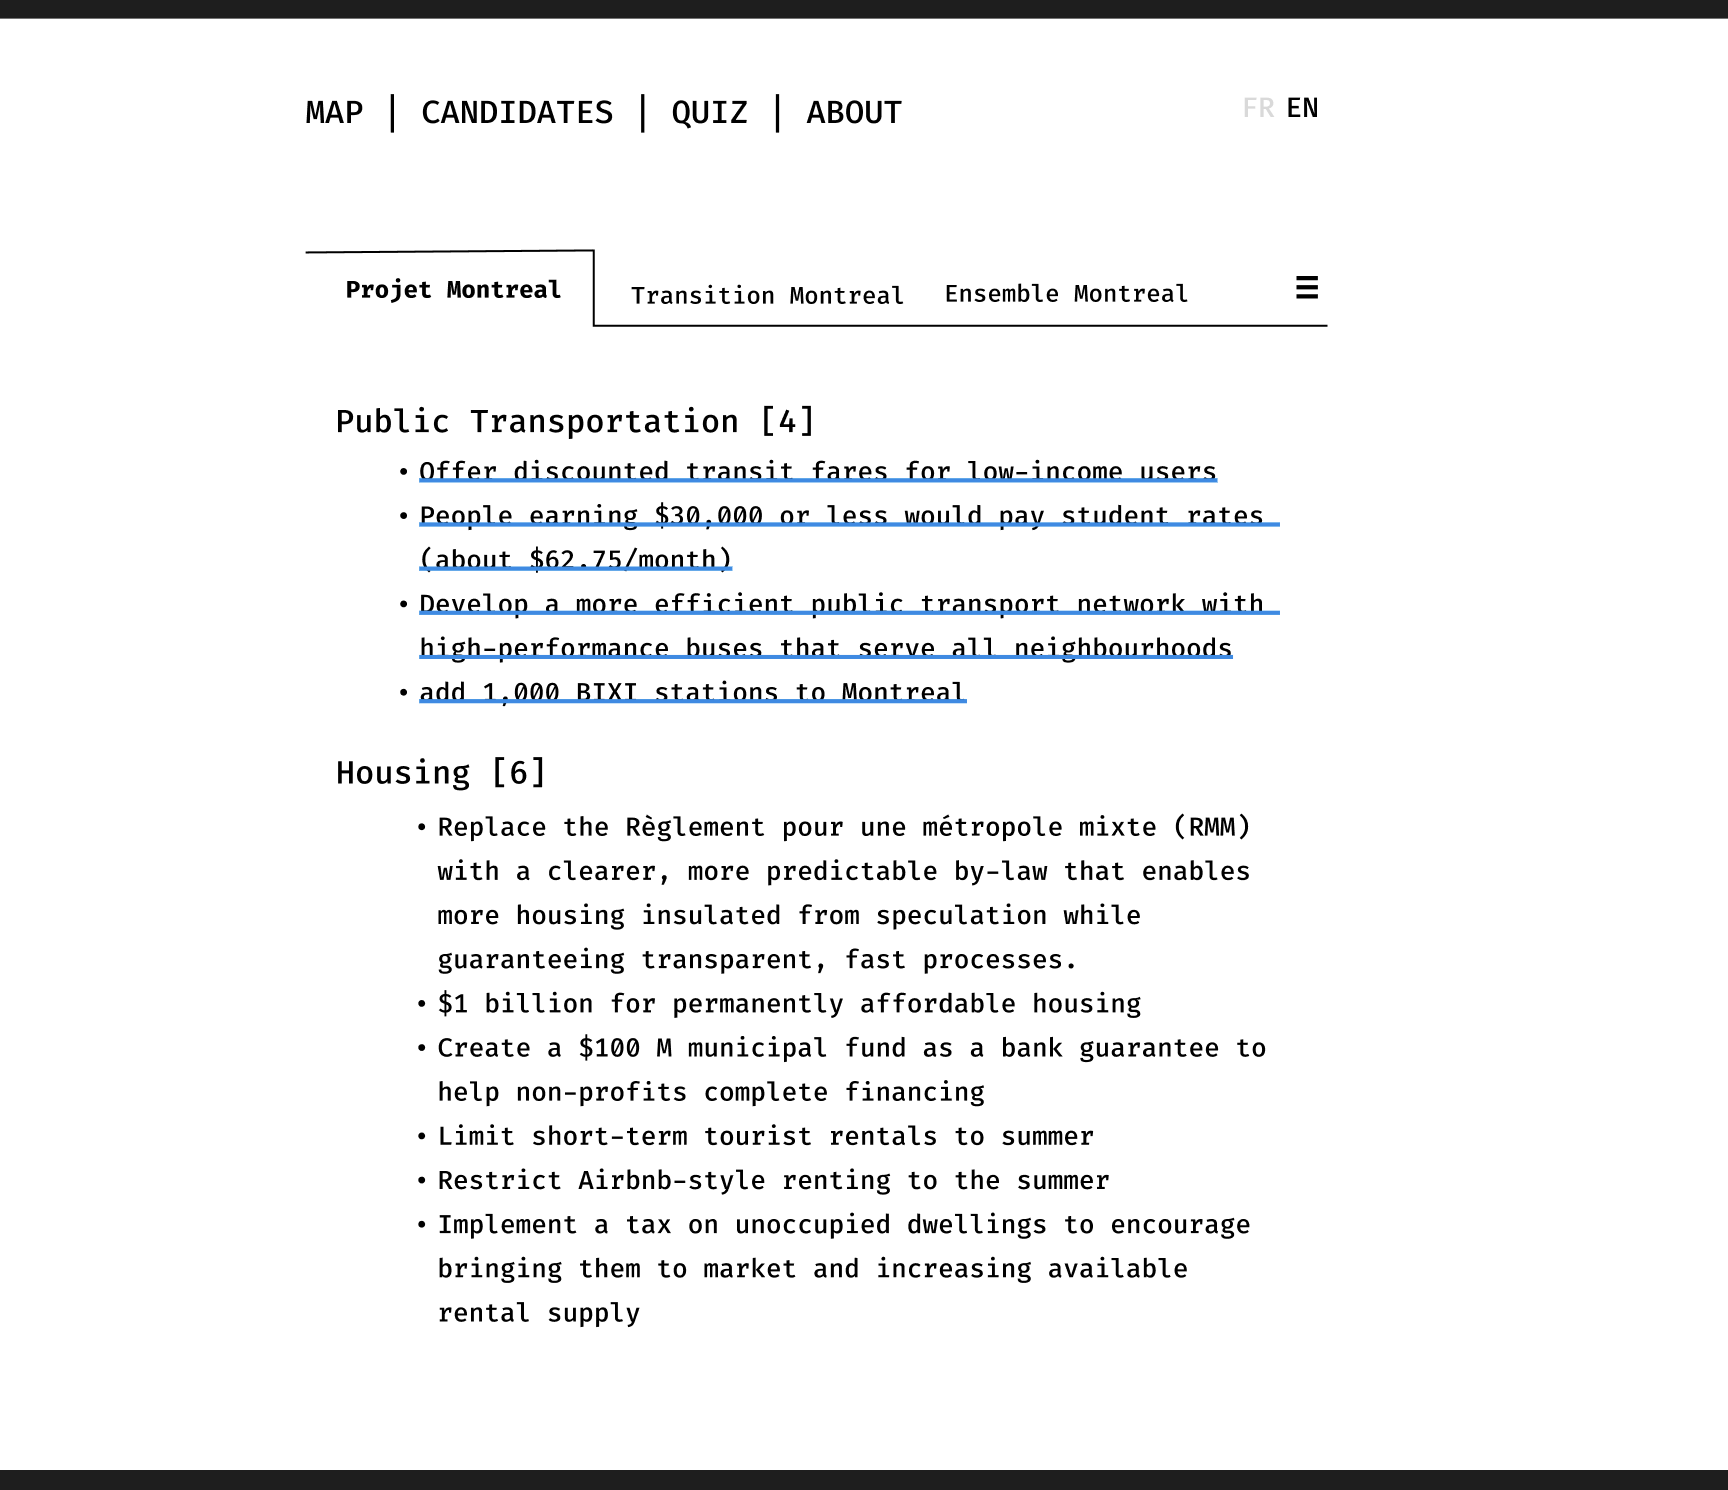 MAP | CANDIDATES | QUIZ | ABOUT
FR EN
Projet Montreal
Transition Montreal
Ensemble Montreal
Public Transportation [4]
• Offer discounted transit fares for low-income users
• People earning $30,000 or less would pay student rates
(about $62.75/month)
• Develop a more efficient public transport network with
high-performance buses that serve all neighbourhoods
• add 1,000 BIXI stations to Montreal
Housing [6]
• Replace the Règlement pour une métropole mixte (RMM)
with a clearer, more predictable by-law that enables
more housing insulated from speculation while
guaranteeing transparent, fast processes.
• $1 billion for permanently affordable housing
• Create a $100 M municipal fund as a bank guarantee to
help non-profits complete financing
• Limit short-term tourist rentals to summer
• Restrict Airbnb-style renting to the summer
• Implement a tax on unoccupied dwellings to encourage
bringing them to market and increasing available
rental supply